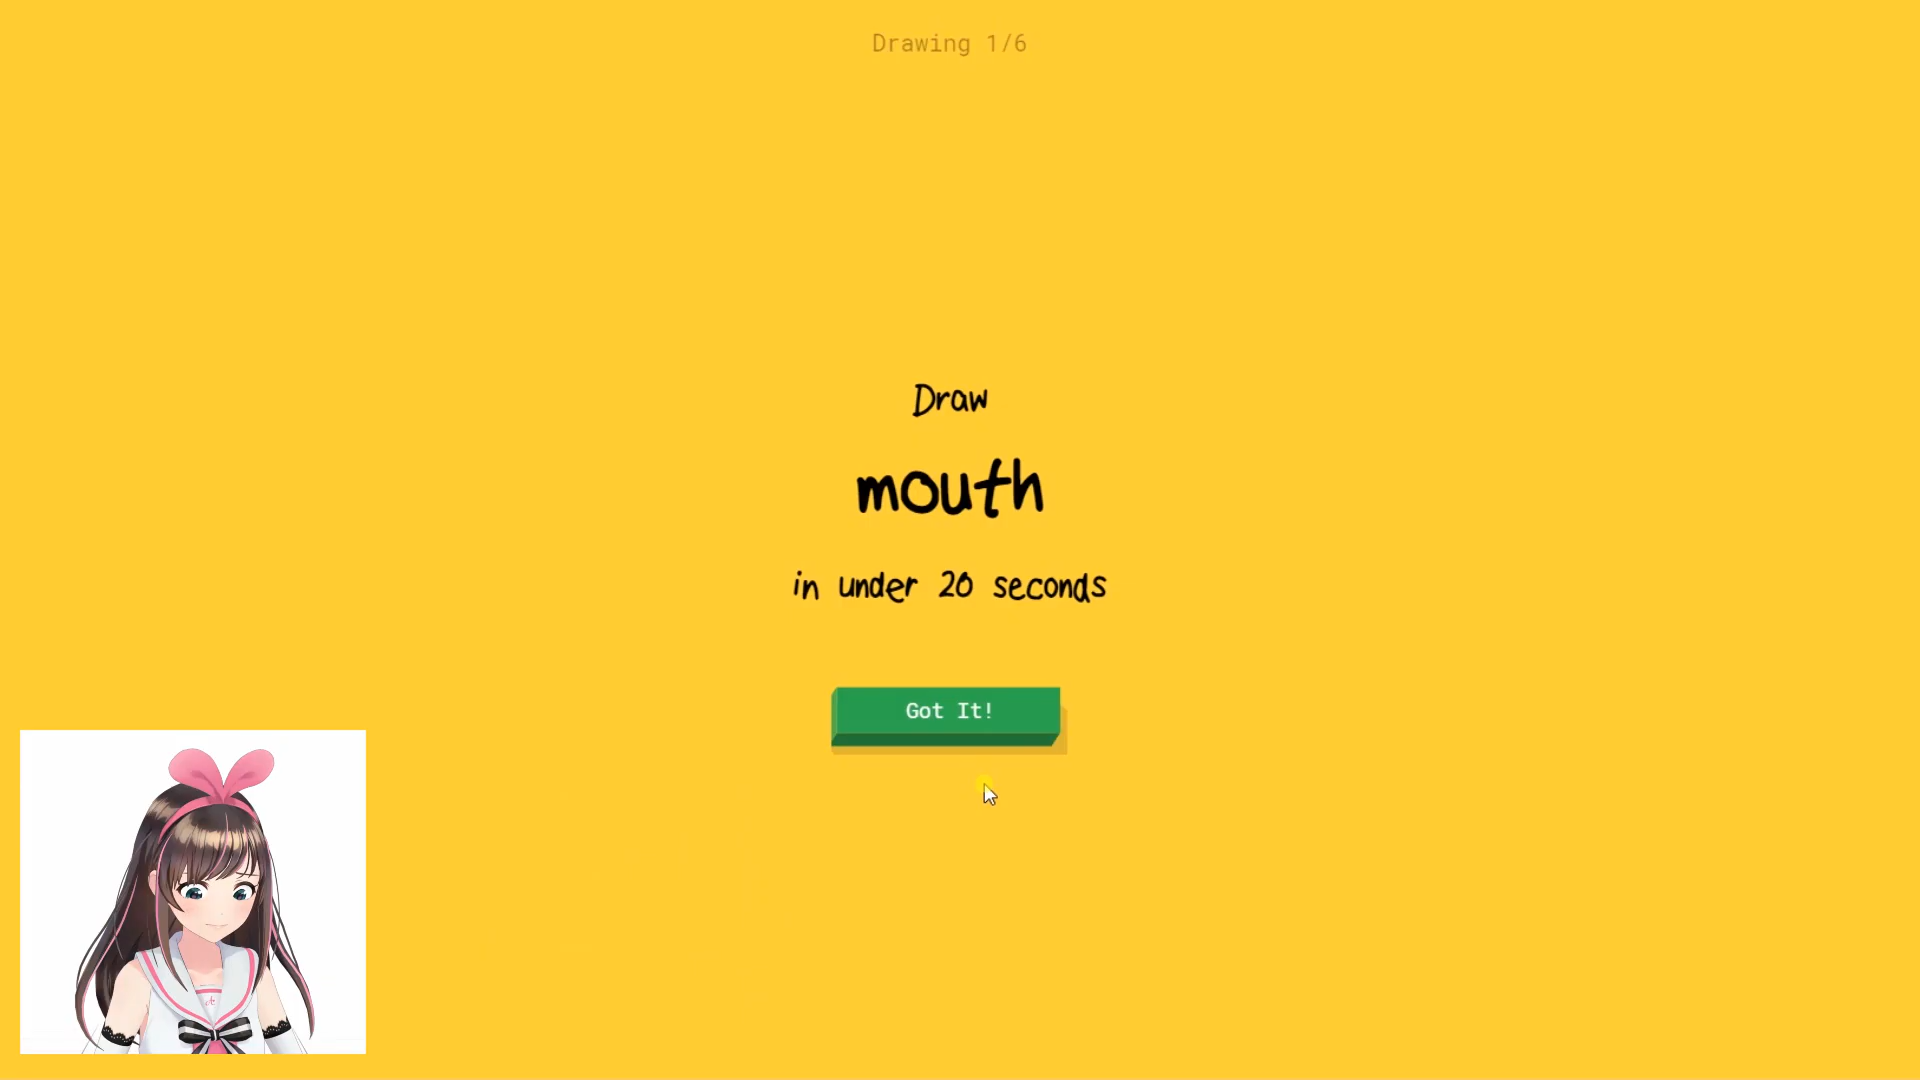 Drawing 1/6
Draw
mouth
in under 20 seconds
Got It!